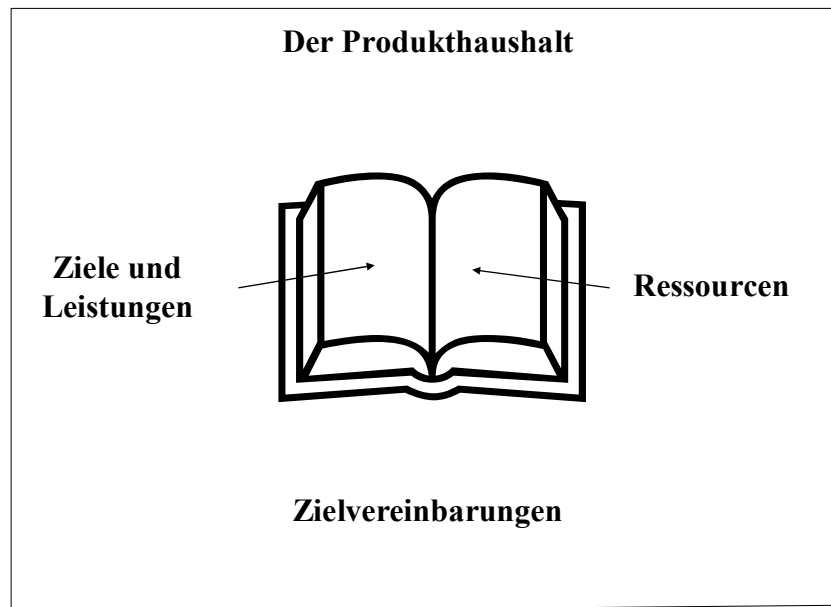 Der Produkthaushalt
Ziele und
Leistungen
Ressourcen
Zielvereinbarungen